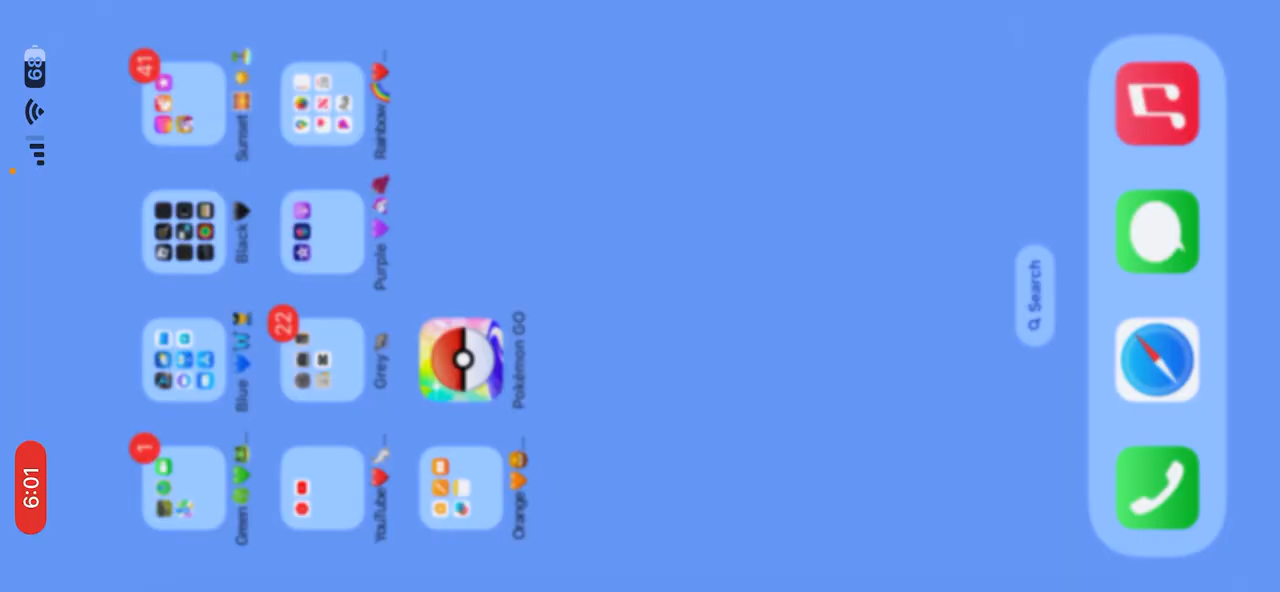 6:01
68
1
Green 💚🐸...
Blue 💙
Black 🖤
41
Sunset 🌇
YouTube❤️...
22
Grey
Purple 💜🦄
Rainbow🌈❤️...
Orange 🧡🎃...
Pokémon GO
Search